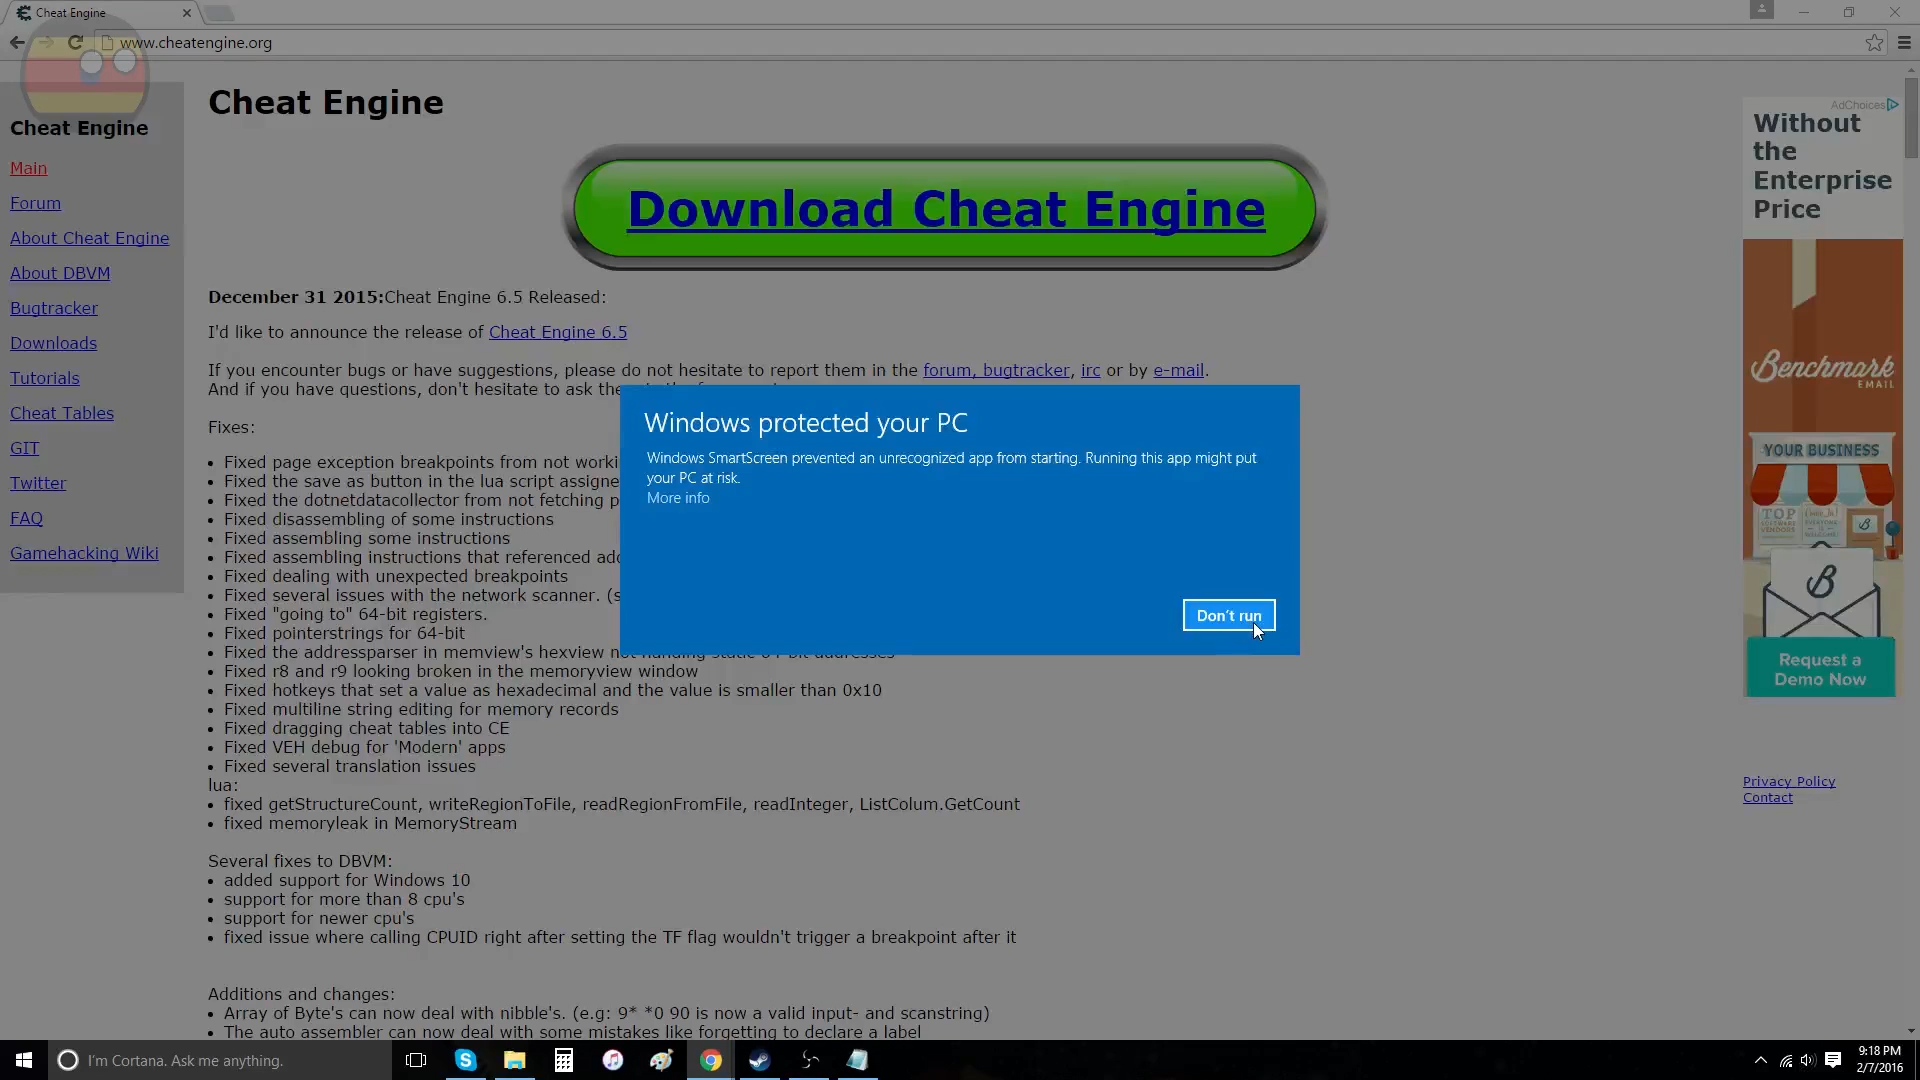 Cheat Engine
www.cheatengine.org
Cheat Engine
Main
Forum
About Cheat Engine
About DBVM
Bugtracker
Downloads
Tutorials
Cheat Tables
GIT
Twitter
FAQ
Gamehacking Wiki
Cheat Engine
Download Cheat Engine
December 31 2015:Cheat Engine 6.5 Released:
I'd like to announce the release of Cheat Engine 6.5
If you encounter bugs or have suggestions, please do not hesitate to report them in the forum, bugtracker, irc or by e-mail.
And if you have questions, don't hesitate to ask
Fixes:
• Fixed page exception breakpoints from not
• Fixed the save as button in the lua script
• Fixed the dotnetdatacollector from not fetching
• Fixed disassembling of some instructions
• Fixed assembling some instructions
• Fixed assembling instructions that referenced
• Fixed dealing with unexpected breakpoints
• Fixed several issues with the network scanner.
• Fixed "going to" 64-bit registers.
• Fixed pointerstrings for 64-bit
• Fixed the addressparser in memview's hexview
• Fixed r8 and r9 looking broken in the memoryview window
• Fixed hotkeys that set a value as hexadecimal and the value is smaller than 0x10
• Fixed multiline string editing for memory records
• Fixed dragging cheat tables into CE
• Fixed VEH debug for 'Modern' apps
• Fixed several translation issues
lua:
• fixed getStructureCount, writeRegionToFile, readRegionFromFile, readInteger, ListColum.GetCount
• fixed memoryleak in MemoryStream
Several fixes to DBVM:
• added support for Windows 10
• support for more than 8 cpu's
• support for newer cpu's
• fixed issue where calling CPUID right after setting the TF flag wouldn't trigger a breakpoint after it
Additions and changes:
• Array of Byte's can now deal with nibble's. (e.g: 9* *0 90 is now a valid input- and scanstring)
• The auto assembler can now deal with some mistakes like forgetting to declare a label
Windows protected your PC
Windows SmartScreen prevented an unrecognized app from starting. Running this app might put
your PC at risk.
More info
Don't run
AdChoices
Without
the
Enterprise
Price
Benchmark
EMAIL
YOUR BUSINESS
TOP
SOFTWARE
VENDORS
B
Request a
Demo Now
Privacy Policy
Contact
I'm Cortana. Ask me anything.
9:18 PM
2/7/2016